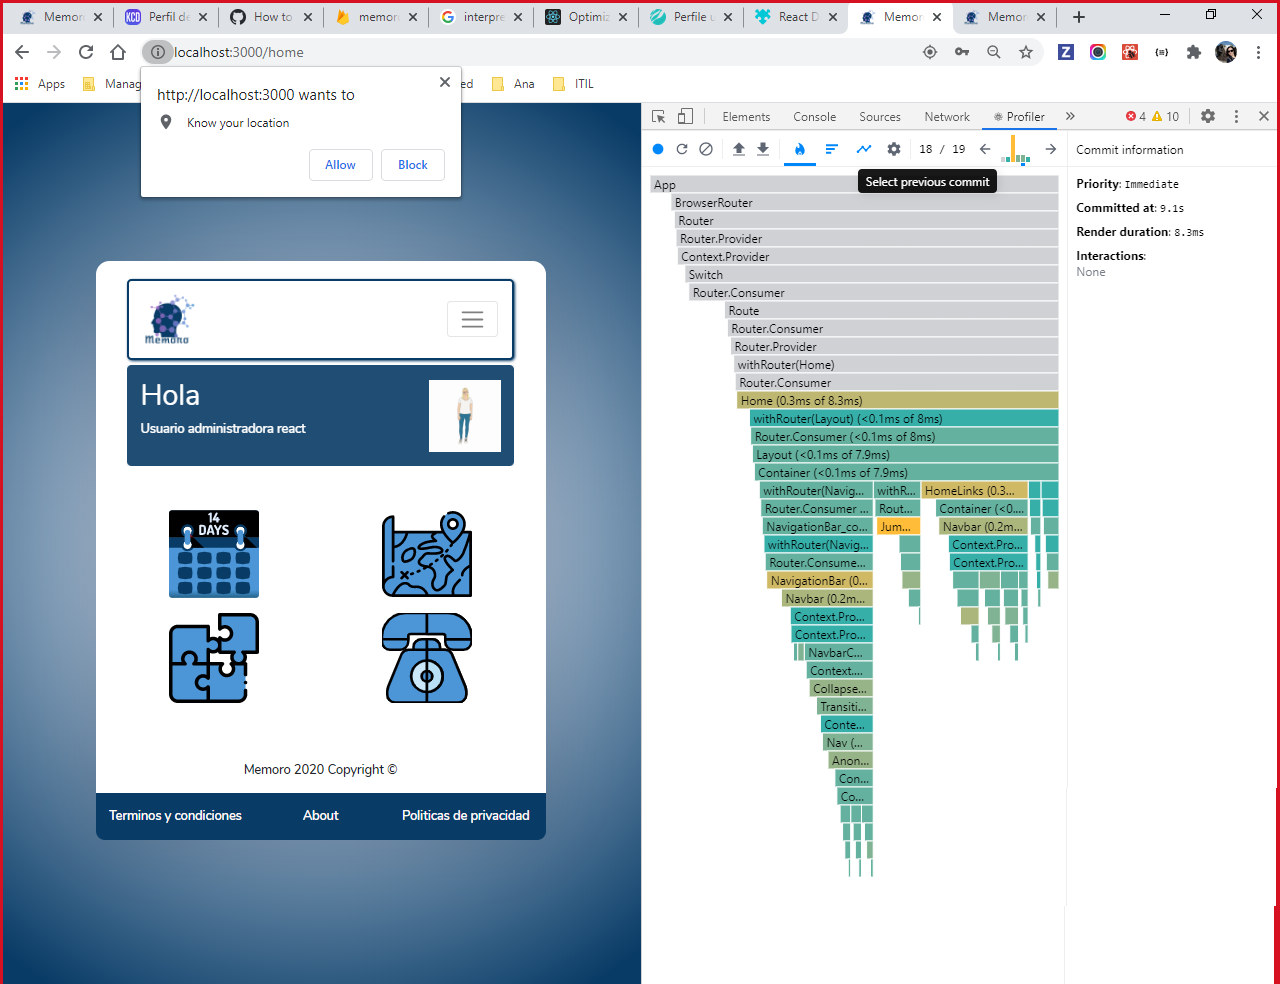 Memor
Perfil de
How to
memor
interpre
Optimiz
Perfile u
React D
Memor
Memor
localhost:3000/home
Apps
Manag
ed
Ana
ITIL
http://localhost:3000 wants to
Know your location
Allow
Block
Memoro
Hola
Usuario administradora react
14
DAYS
Memoro 2020 Copyright ©
Terminos y condiciones
About
Politicas de privacidad
Elements
Console
Sources
Network
Profiler
4
10
18 / 19
Select previous commit
Commit information
Priority: Immediate
Committed at: 9.1s
Render duration: 8.3ms
Interactions:
None
App
BrowserRouter
Router
Router.Provider
Context.Provider
Switch
Router.Consumer
Route
Router.Consumer
Router.Provider
withRouter(Home)
Router.Consumer
Home (0.3ms of 8.3ms)
withRouter(Layout) (<0.1ms of 8ms)
Router.Consumer (<0.1ms of 8ms)
Layout (<0.1ms of 7.9ms)
Container (<0.1ms of 7.9ms)
withRouter(Navig... withR... HomeLinks (0.3...
Router.Consumer ... Rout... Container (<0....
NavigationBar_co... Jum... Navbar (0.2m...
withRouter(Navig... Context.Pro...
Router.Consume... Context.Pro...
NavigationBar (0...
Navbar (0.2m...
Context.Pro...
Context.Pro...
NavbarC...
Context....
Collapse...
Transiti...
Conte...
Nav (...
Anon...
Con...
Co...